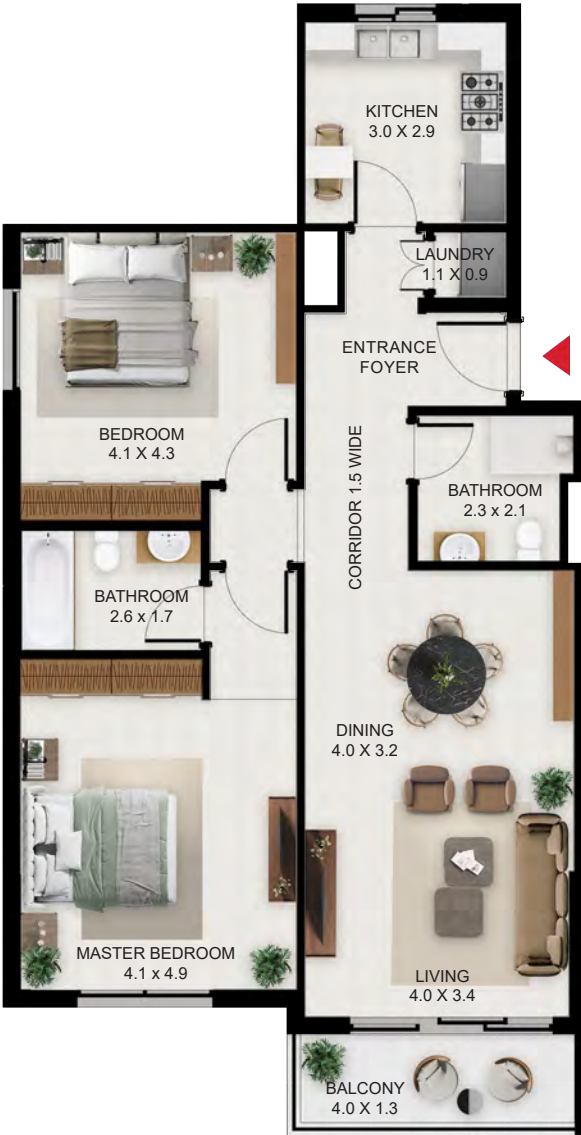 KITCHEN
3.0 X 2.9
LAUNDRY
1.1 X 0.9
ENTRANCE
FOYER
BEDROOM
4.1 X 4.3
CORRIDOR 1.5 WIDE
BATHROOM
2.3 x 2.1
BATHROOM
2.6 x 1.7
DINING
4.0 X 3.2
MASTER BEDROOM
4.1 x 4.9
LIVING
4.0 X 3.4
BALCONY
4.0 X 1.3